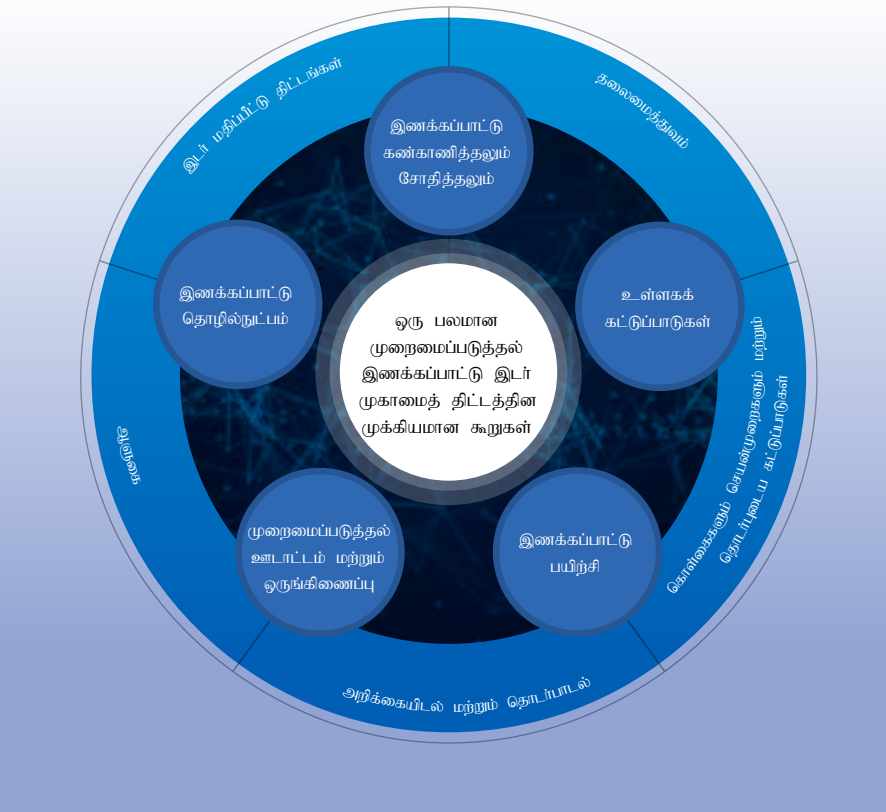 இடர் மதிப்பீட்டு திட்டங்கள்
தலைமைத்துவம்
இணக்கப்பாட்டு
கண்காணித்தலும்
சோதித்தலும்
இணக்கப்பாட்டு
தொழில்நுட்பம்
உள்ளகக்
கட்டுப்பாடுகள்
ஒரு பலமான
முறைமைப்படுத்தல்
இணக்கப்பாட்டு இடர்
முகாமைத் திட்டத்தின
முக்கியமான கூறுகள்
கொள்கைகளும் செயன்முறைகளும் மற்றும்
தொடர்புடைய கட்டுப்பாடுகள்
ஆளுகை
முறைமைப்படுத்தல்
ஊடாட்டம் மற்றும்
ஒருங்கிணைப்பு
இணக்கப்பாட்டு
பயிற்சி
அறிக்கையிடல் மற்றும் தொடர்பாடல்